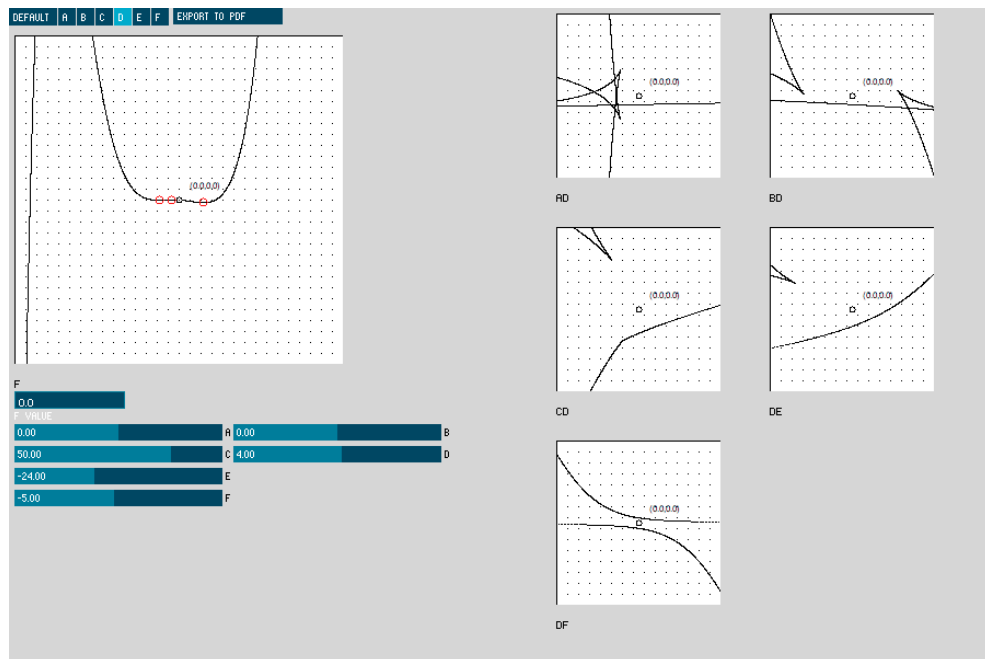 DEFAULT A B C D E F EXPORT TO PDF
(0.0,0.0)
F
0.0
F VALUE
0.00 A 0.00 B
50.00 C 4.00 D
-24.00 E
-5.00 F
(0.0,0.0)
AD
(0.0,0.0)
BD
(0.0,0.0)
CD
(0.0,0.0)
DE
(0.0,0.0)
DF